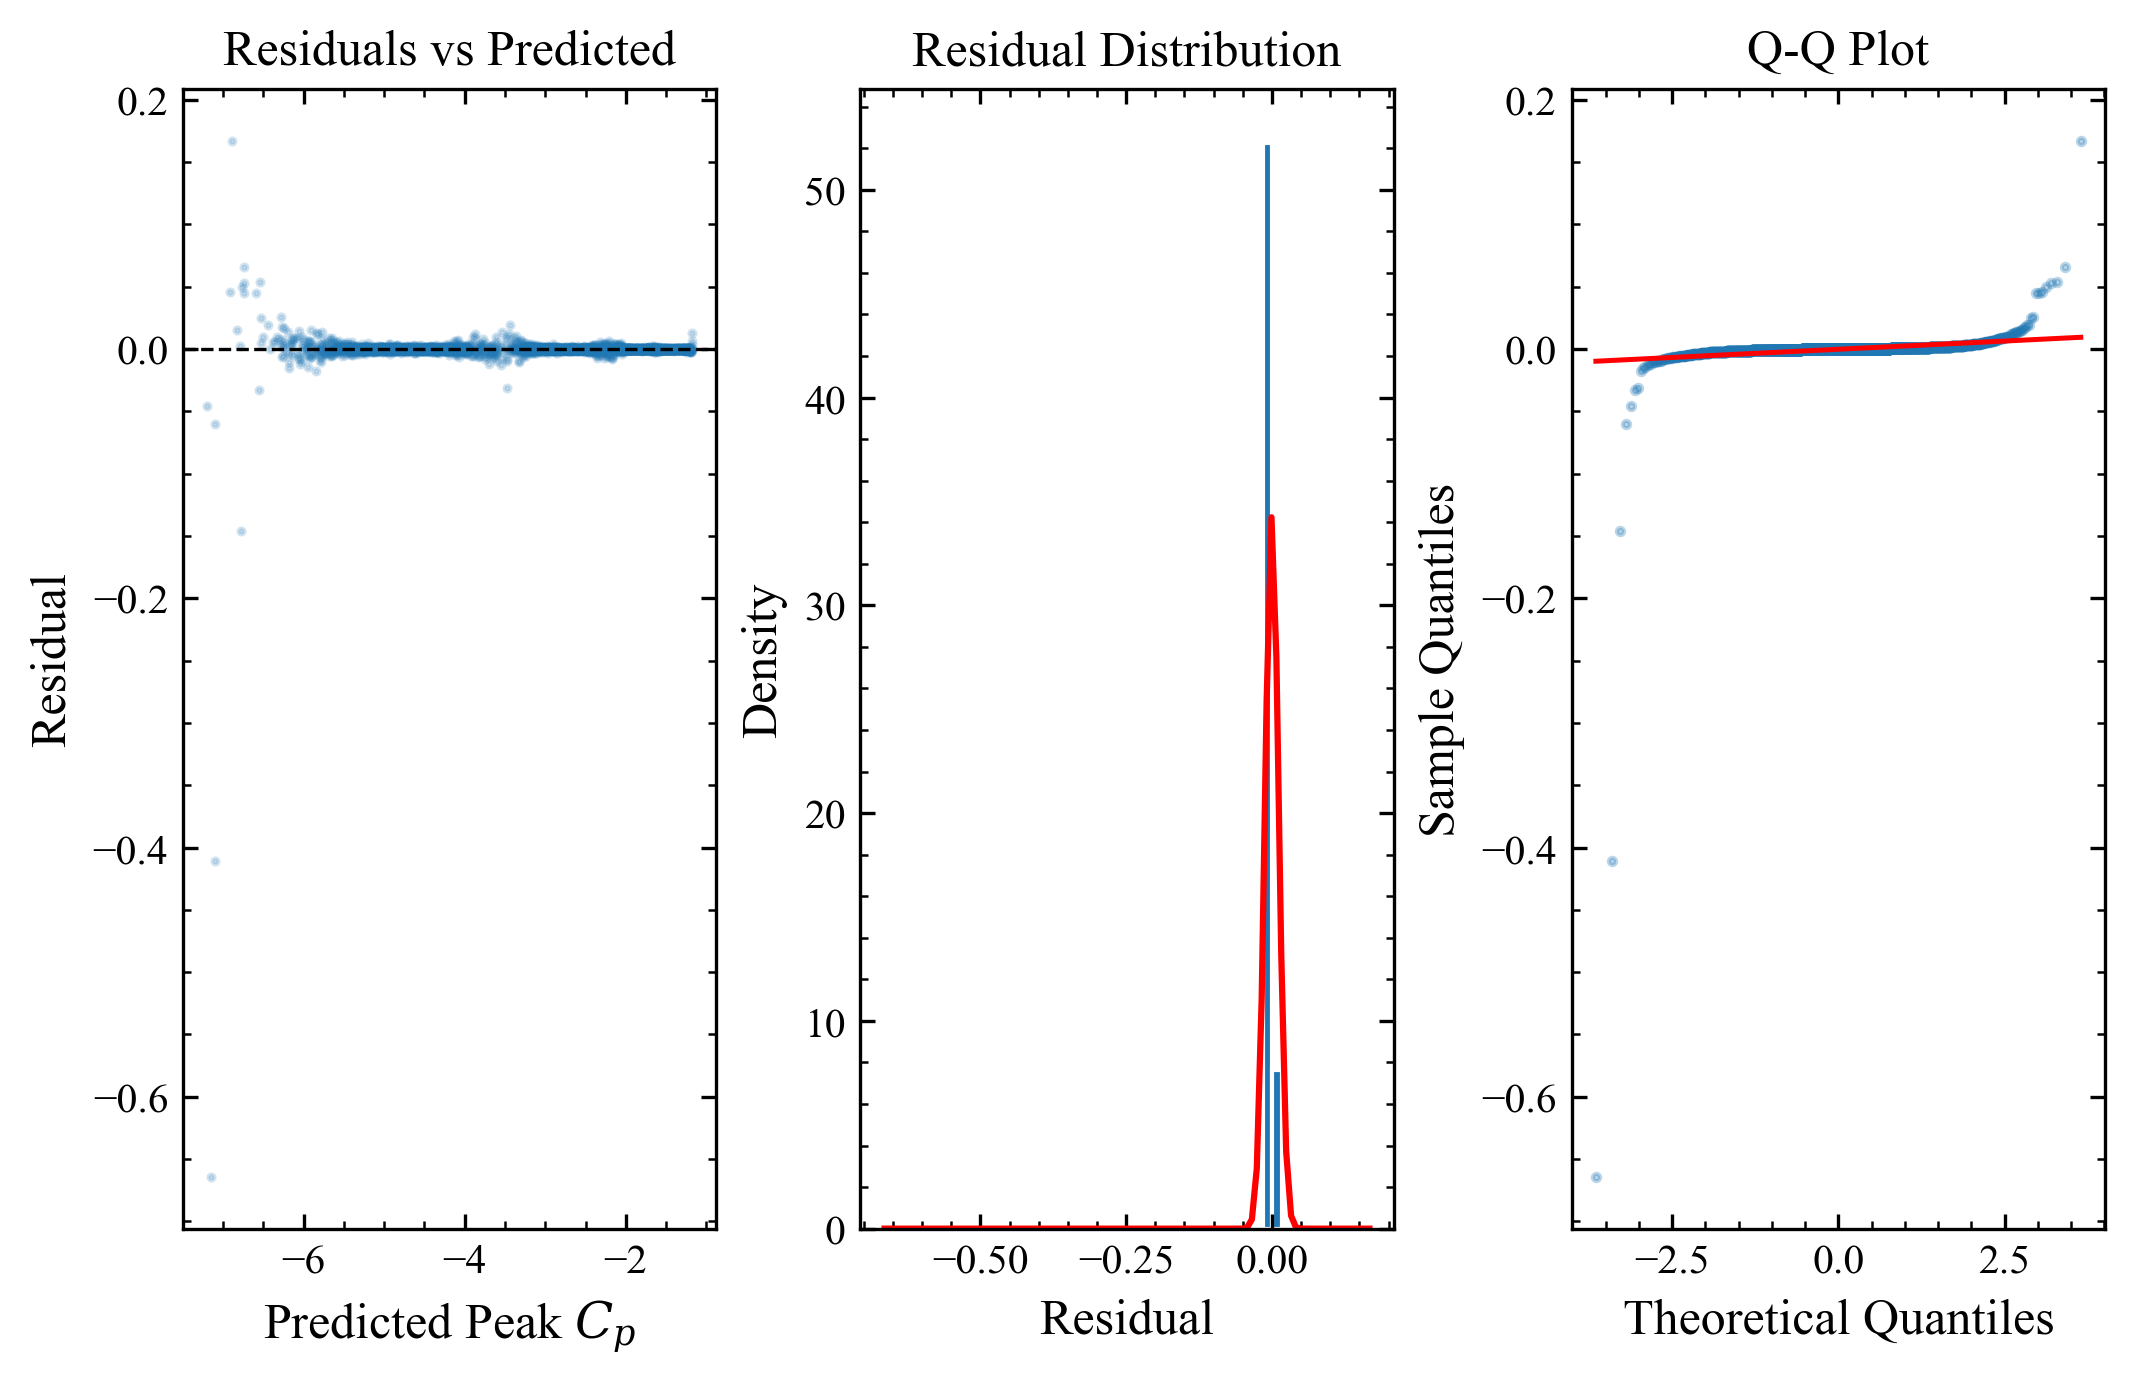 Residuals vs Predicted
Residual Distribution
Q-Q Plot
0.2
0.0
−0.2
−0.4
−0.6
Residual
−6
−4
−2
Predicted Peak Cp
50
40
30
20
10
0
Density
−0.50
−0.25
0.00
Residual
0.2
0.0
−0.2
−0.4
−0.6
Sample Quantiles
−2.5
0.0
2.5
Theoretical Quantiles